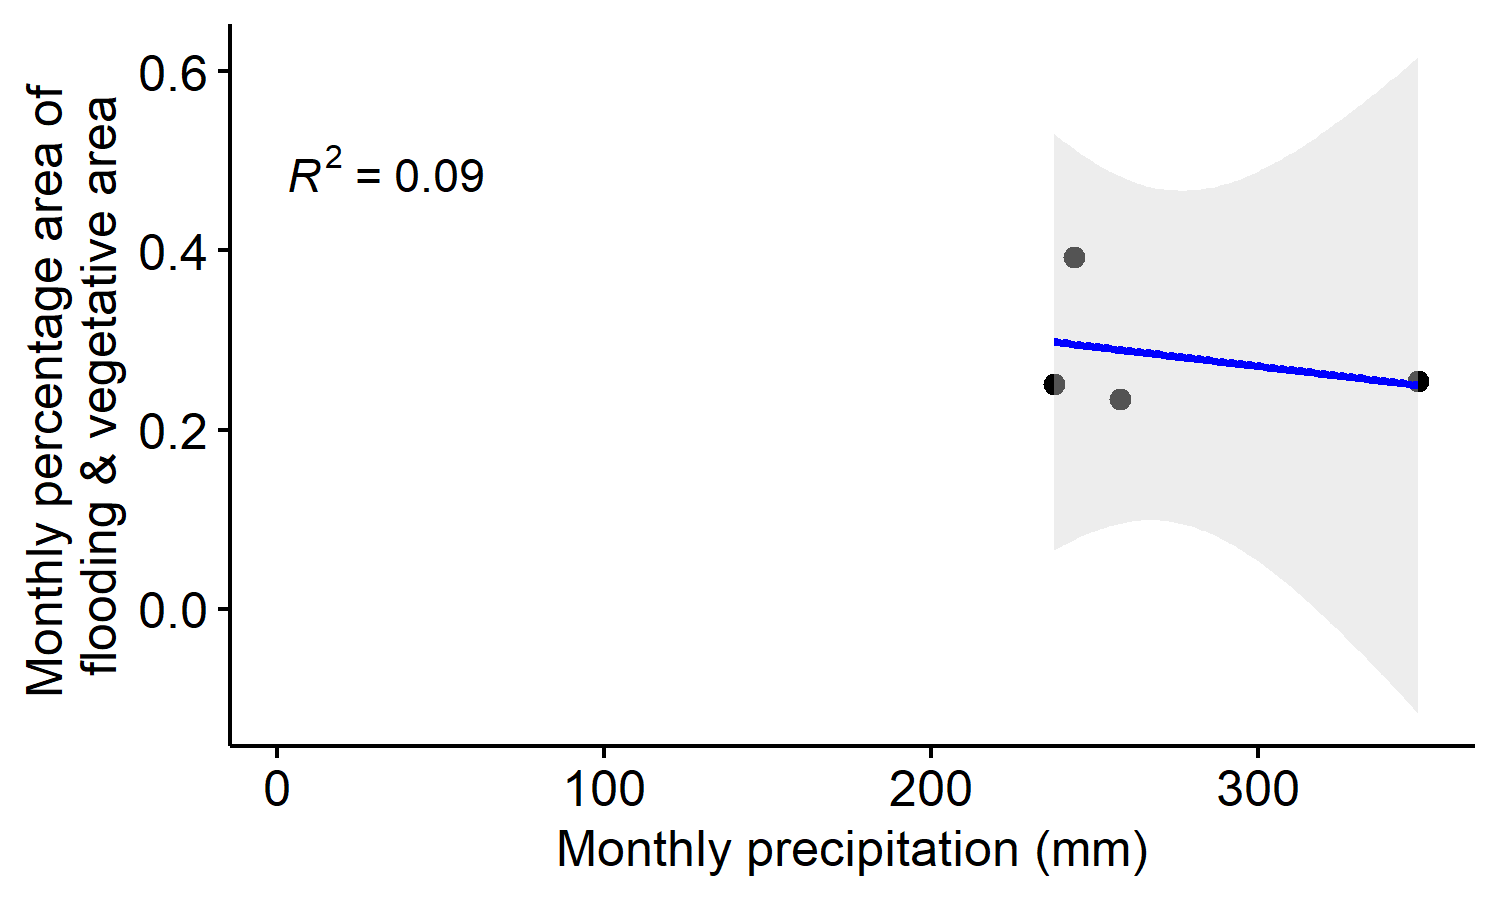 Monthly percentage area of
flooding & vegetative area
0.6
0.4
0.2
0.0
R² = 0.09
0 100 200 300
Monthly precipitation (mm)